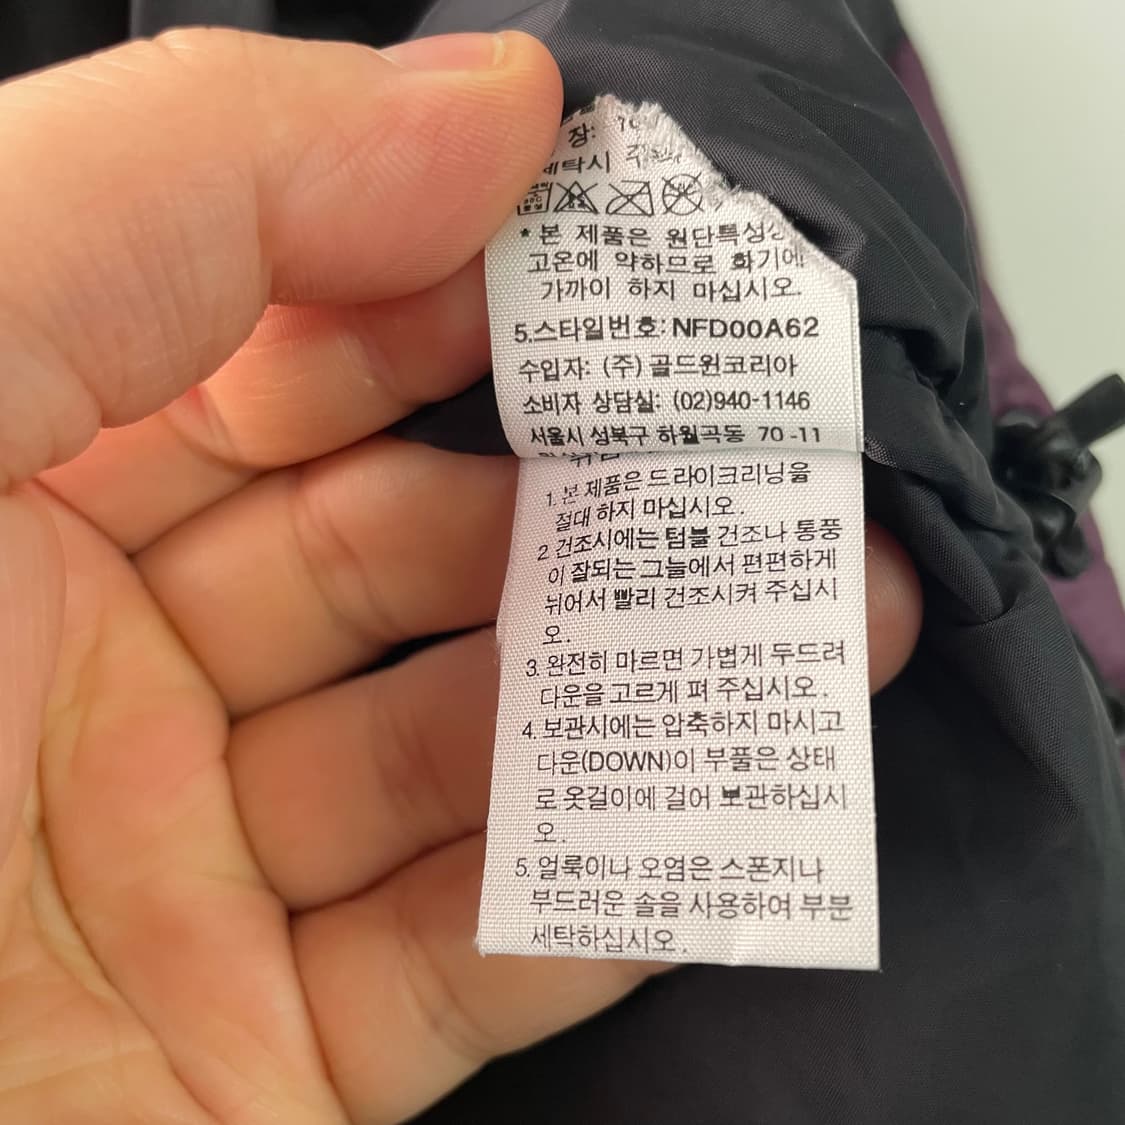 장:
세탁시
* 본 제품은 원단특성상
고온에 약하므로 화기에
가까이 하지 마십시오.
5.스타일번호: NFD00A62
수입자: (주) 골드윈코리아
소비자 상담실: (02)940-1146
서울시 성북구 하월곡동 70-11
1. 본 제품은 드라이크리닝을
절대 하지 마십시오.
2. 건조시에는 텀블 건조나 통풍
이 잘되는 그늘에서 편편하게
뉘어서 빨리 건조시켜 주십시
오.
3. 완전히 마르면 가볍게 두드려
다운을 고르게 펴 주십시오.
4. 보관시에는 압축하지 마시고
다운(DOWN)이 부풀은 상태
로 옷걸이에 걸어 보관하십시
오.
5. 얼룩이나 오염은 스폰지나
부드러운 솔을 사용하여 부분
세탁하십시오.